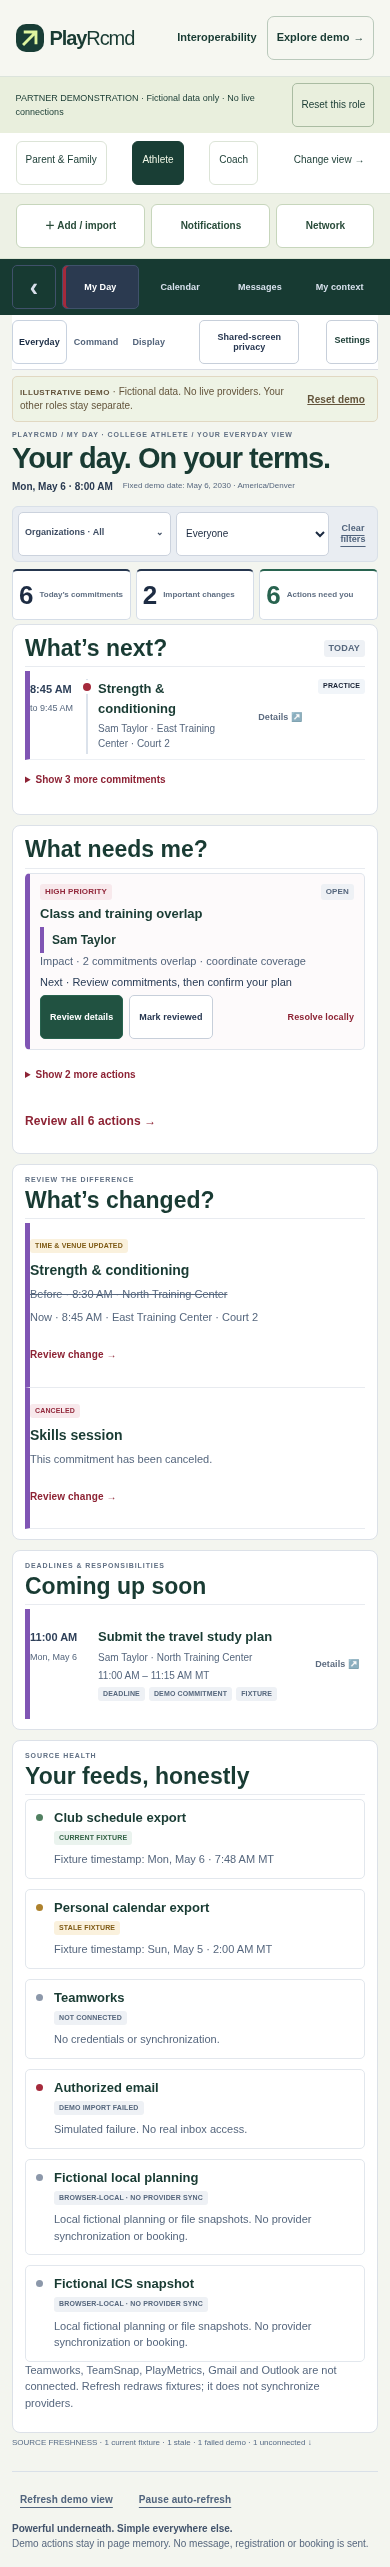 PlayRcmd
Interoperability
Explore demo →
PARTNER DEMONSTRATION · Fictional data only · No live
connections
Reset this role
Parent & Family
Athlete
Coach
Change view →
+ Add / import
Notifications
Network
‹
My Day
Calendar
Messages
My context
Everyday
Command
Display
Shared-screen
privacy
Settings
ILLUSTRATIVE DEMO · Fictional data. No live providers. Your
other roles stay separate.
Reset demo
PLAYRCMD / MY DAY · COLLEGE ATHLETE / YOUR EVERYDAY VIEW
Your day. On your terms.
Mon, May 6 · 8:00 AM
Fixed demo date: May 6, 2030 · America/Denver
Organizations · All
Everyone
Clear
filters
6 Today's commitments
2 Important changes
6 Actions need you
What's next?
TODAY
8:45 AM
to 9:45 AM
Strength &
conditioning
Sam Taylor · East Training
Center · Court 2
Details ↗
PRACTICE
▸ Show 3 more commitments
What needs me?
HIGH PRIORITY
OPEN
Class and training overlap
Sam Taylor
Impact · 2 commitments overlap · coordinate coverage
Next · Review commitments, then confirm your plan
Review details
Mark reviewed
Resolve locally
▸ Show 2 more actions
Review all 6 actions →
REVIEW THE DIFFERENCE
What's changed?
TIME & VENUE UPDATED
Strength & conditioning
Before · 8:30 AM · North Training Center
Now · 8:45 AM · East Training Center · Court 2
Review change →
CANCELED
Skills session
This commitment has been canceled.
Review change →
DEADLINES & RESPONSIBILITIES
Coming up soon
11:00 AM
Mon, May 6
Submit the travel study plan
Sam Taylor · North Training Center
11:00 AM – 11:15 AM MT
DEADLINE
DEMO COMMITMENT
FIXTURE
Details ↗
SOURCE HEALTH
Your feeds, honestly
Club schedule export
CURRENT FIXTURE
Fixture timestamp: Mon, May 6 · 7:48 AM MT
Personal calendar export
STALE FIXTURE
Fixture timestamp: Sun, May 5 · 2:00 AM MT
Teamworks
NOT CONNECTED
No credentials or synchronization.
Authorized email
DEMO IMPORT FAILED
Simulated failure. No real inbox access.
Fictional local planning
BROWSER-LOCAL · NO PROVIDER SYNC
Local fictional planning or file snapshots. No provider
synchronization or booking.
Fictional ICS snapshot
BROWSER-LOCAL · NO PROVIDER SYNC
Local fictional planning or file snapshots. No provider
synchronization or booking.
Teamworks, TeamSnap, PlayMetrics, Gmail and Outlook are not
connected. Refresh redraws fixtures; it does not synchronize
providers.
SOURCE FRESHNESS · 1 current fixture · 1 stale · 1 failed demo · 1 unconnected ↓
Refresh demo view
Pause auto-refresh
Powerful underneath. Simple everywhere else.
Demo actions stay in page memory. No message, registration or booking is sent.